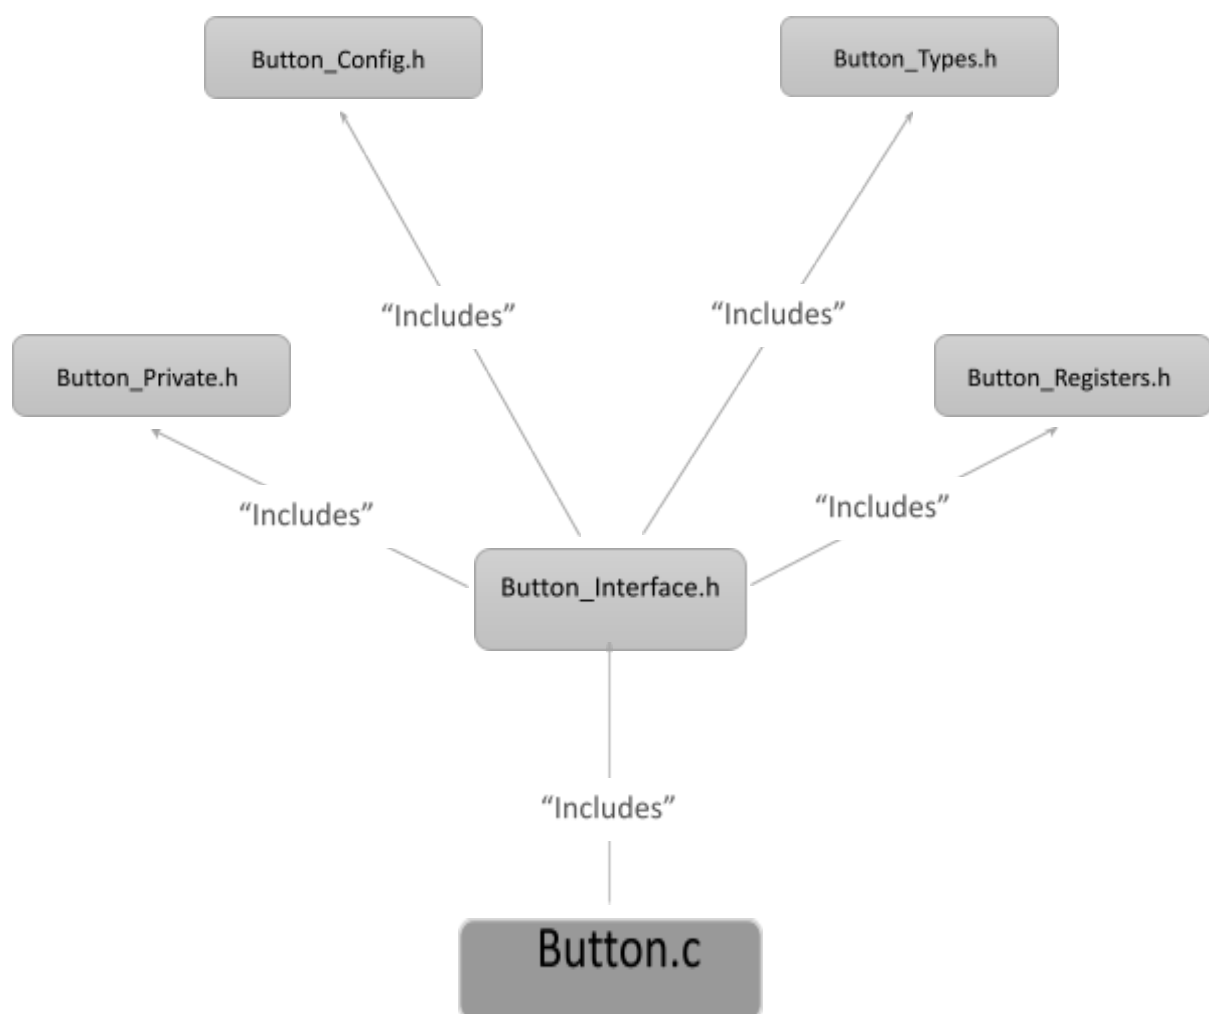 Button_Config.h
Button_Types.h
“Includes”
“Includes”
Button_Private.h
Button_Registers.h
“Includes”
“Includes”
Button_Interface.h
“Includes”
Button.c